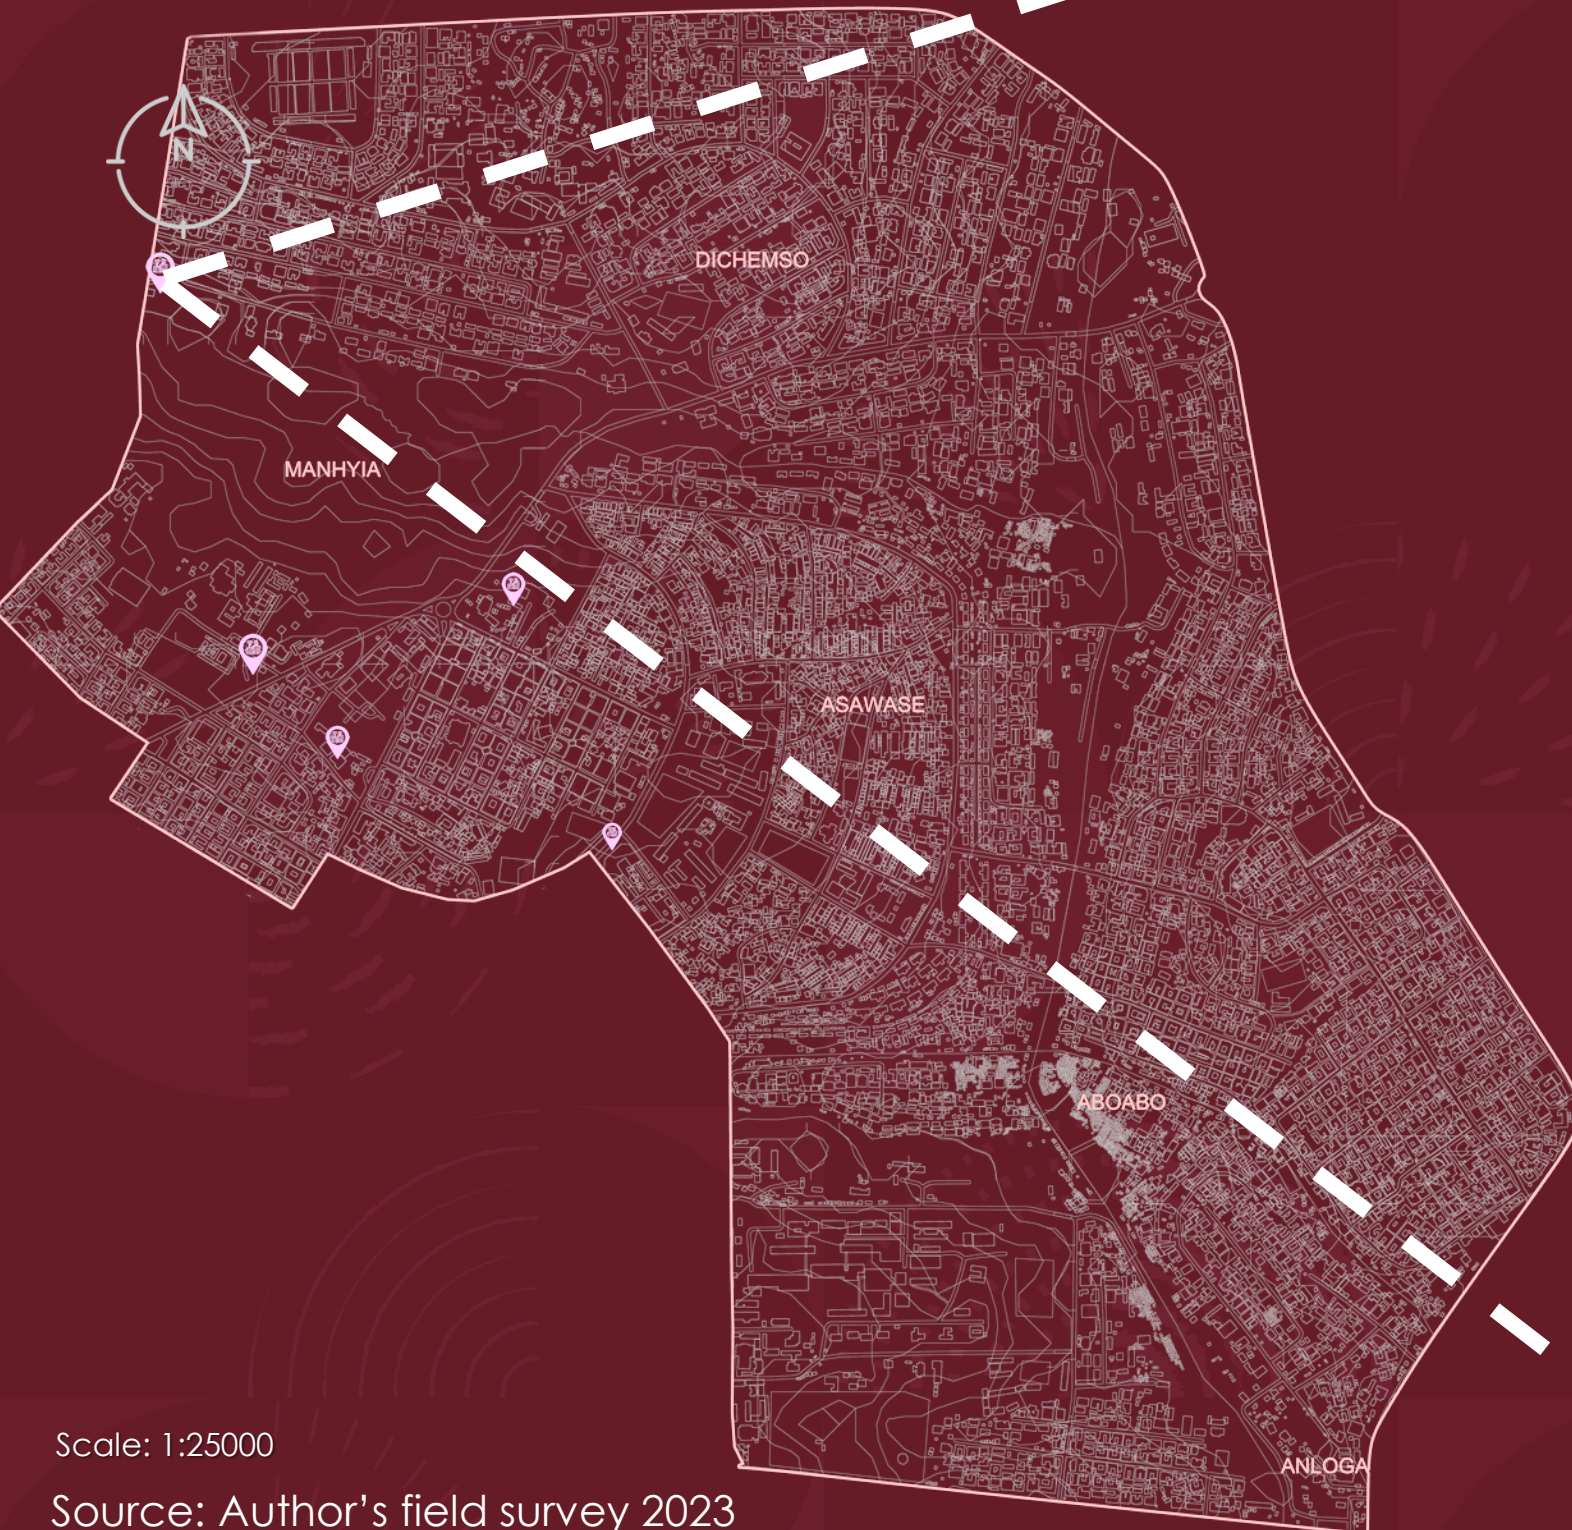 N
DICHEMSO
MANHYIA
ASAWASE
ABOABO
ANLOGA
Scale: 1:25000
Source: Author’s field survey 2023